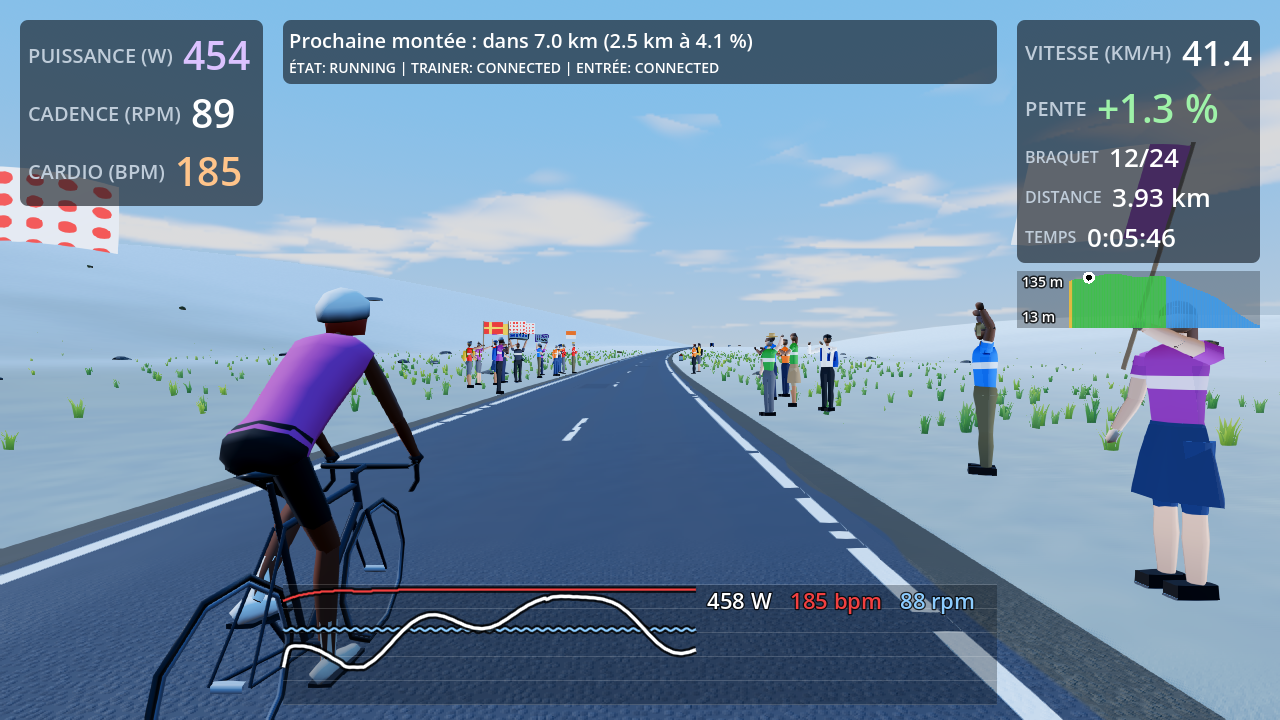 PUISSANCE (W) 454
CADENCE (RPM) 89
CARDIO (BPM) 185
Prochaine montée : dans 7.0 km (2.5 km à 4.1 %)
ÉTAT: RUNNING | TRAINER: CONNECTED | ENTRÉE: CONNECTED
VITESSE (KM/H) 41.4
PENTE +1.3 %
BRAQUET 12/24
DISTANCE 3.93 km
TEMPS 0:05:46
135 m
13 m
458 W 185 bpm 88 rpm